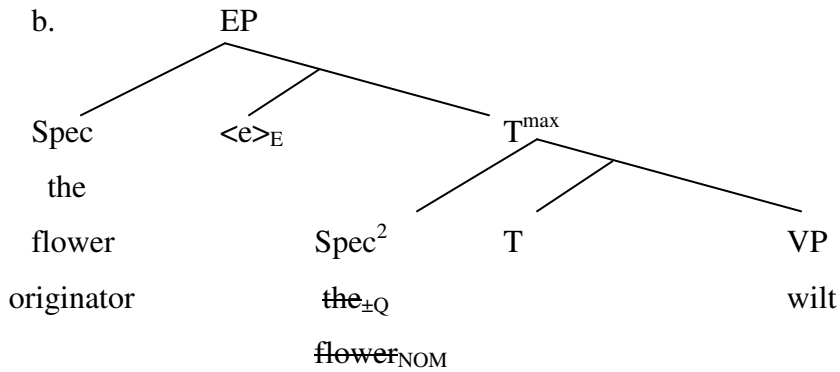 b. EP
Spec <e>E Tmax
the
flower Spec2 T VP
originator the±Q wilt
flowerNOM